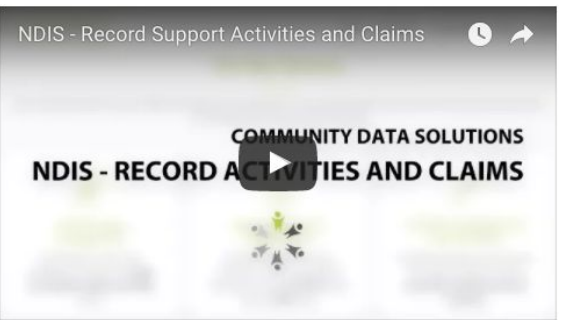 NDIS - Record Support Activities and Claims
COMMUNITY DATA SOLUTIONS
NDIS - RECORD ACTIVITIES AND CLAIMS